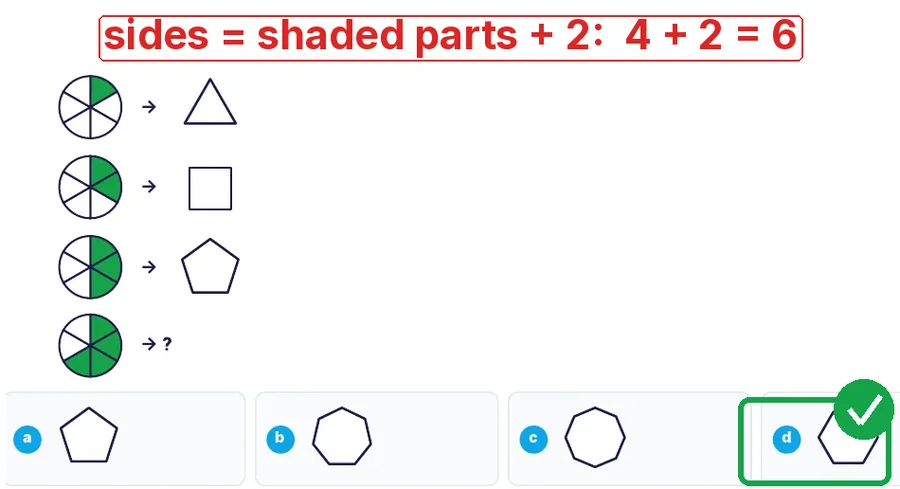 sides = shaded parts + 2: 4 + 2 = 6
→
→
→
→ ?
a
b
c
d